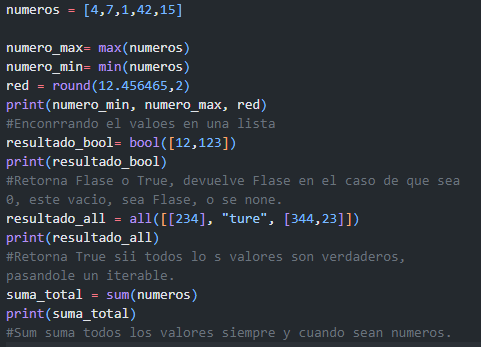 numeros = [4,7,1,42,15]
numero_max= max(numeros)
numero_min= min(numeros)
red = round(12.456465,2)
print(numero_min, numero_max, red)
#Enconrrando el valoes en una lista
resultado_bool= bool([12,123])
print(resultado_bool)
#Retorna Flase o True, devuelve Flase en el caso de que sea
0, este vacio, sea Flase, o se none.
resultado_all = all([[234], "ture", [344,23]])
print(resultado_all)
#Retorna True sii todos lo s valores son verdaderos,
pasandole un iterable.
suma_total = sum(numeros)
print(suma_total)
#Sum suma todos los valores siempre y cuando sean numeros.